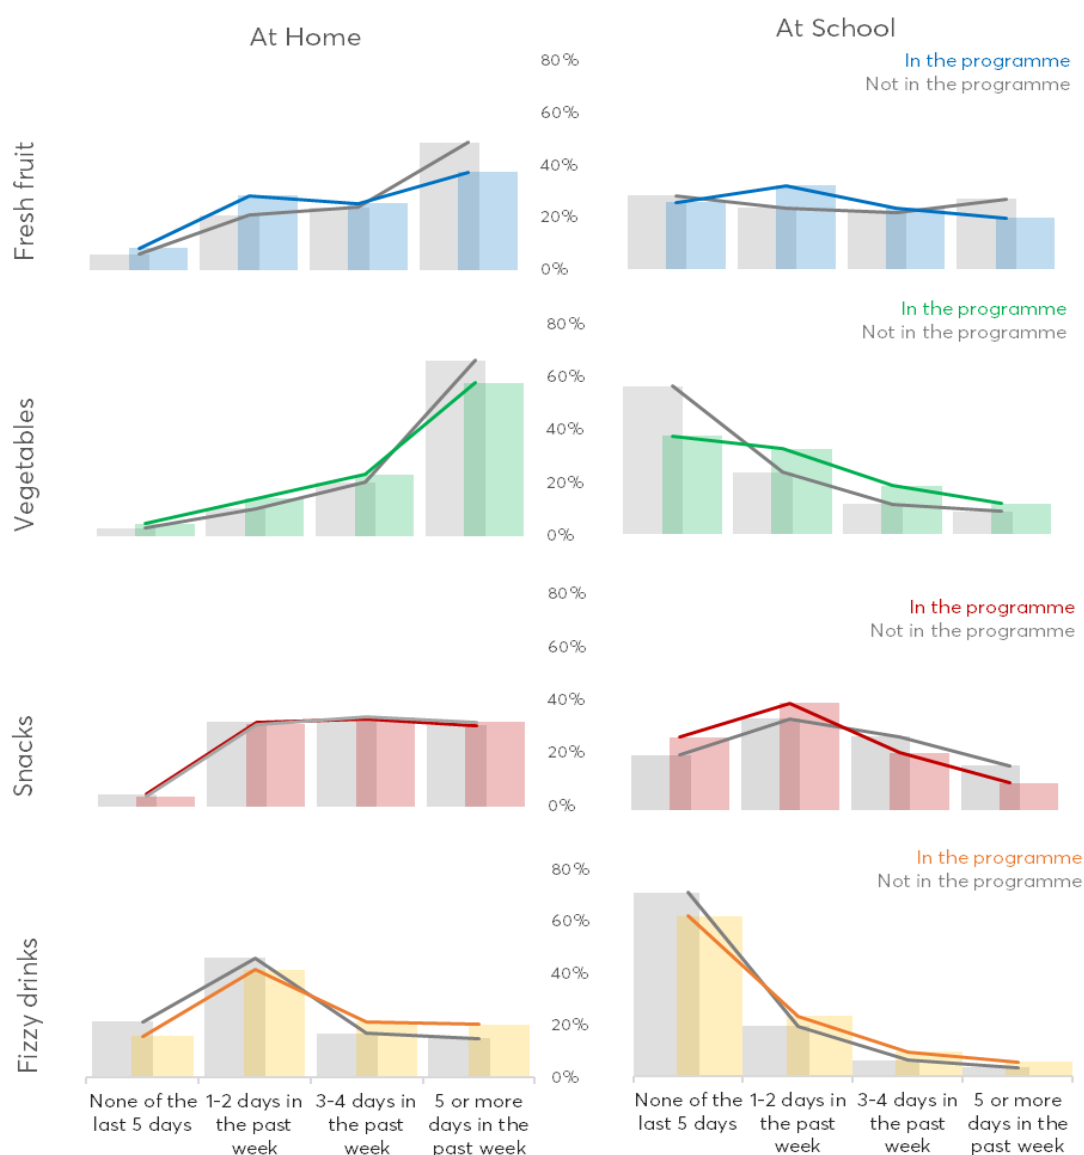 At Home
At School
Fresh fruit
80%
60%
40%
20%
0%
In the programme
Not in the programme
Vegetables
80%
60%
40%
20%
0%
In the programme
Not in the programme
Snacks
80%
60%
40%
20%
0%
In the programme
Not in the programme
Fizzy drinks
80%
60%
40%
20%
0%
In the programme
Not in the programme
None of the
last 5 days
1-2 days in
the past
week
3-4 days in
the past
week
5 or more
days in the
past week
None of the
last 5 days
1-2 days in
the past
week
3-4 days in
the past
week
5 or more
days in the
past week